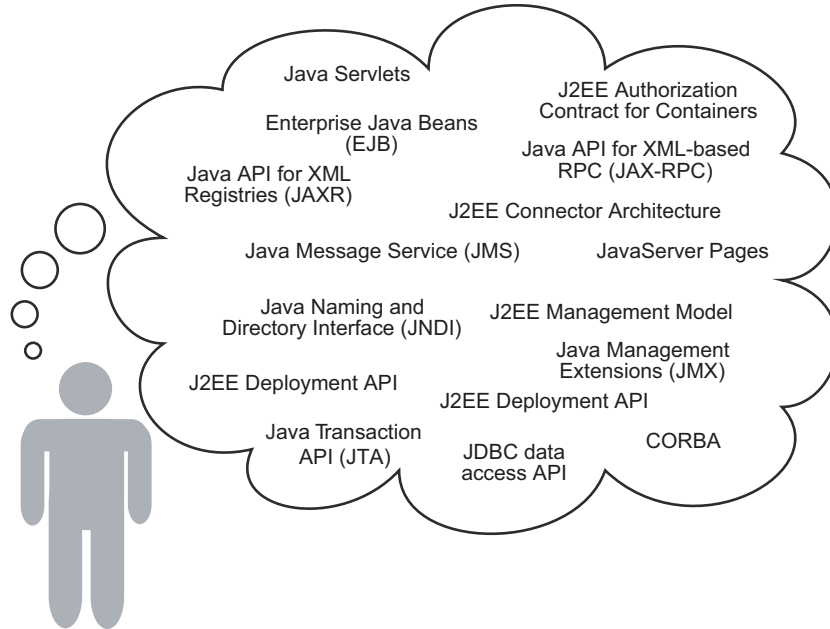 Java Servlets
J2EE Authorization
Contract for Containers
Enterprise Java Beans
(EJB)
Java API for XML-based
RPC (JAX-RPC)
Java API for XML
Registries (JAXR)
J2EE Connector Architecture
Java Message Service (JMS)
JavaServer Pages
Java Naming and
Directory Interface (JNDI)
J2EE Management Model
Java Management
Extensions (JMX)
J2EE Deployment API
J2EE Deployment API
Java Transaction
API (JTA)
JDBC data
access API
CORBA